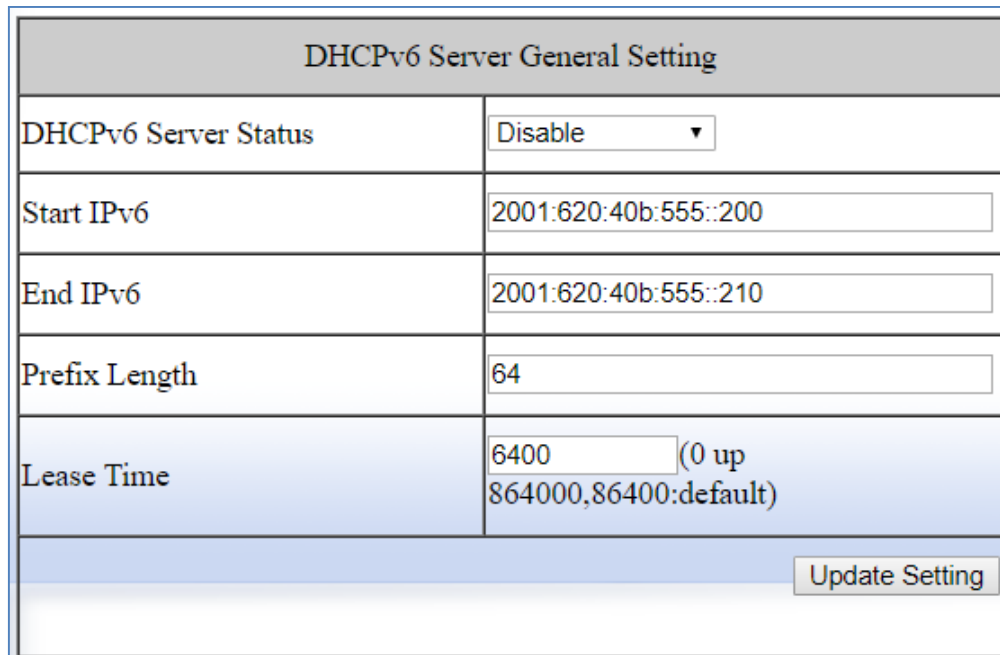 DHCPv6 Server General Setting
DHCPv6 Server Status
Disable
Start IPv6
2001:620:40b:555::200
End IPv6
2001:620:40b:555::210
Prefix Length
64
Lease Time
6400 (0 up
864000,86400:default)
Update Setting